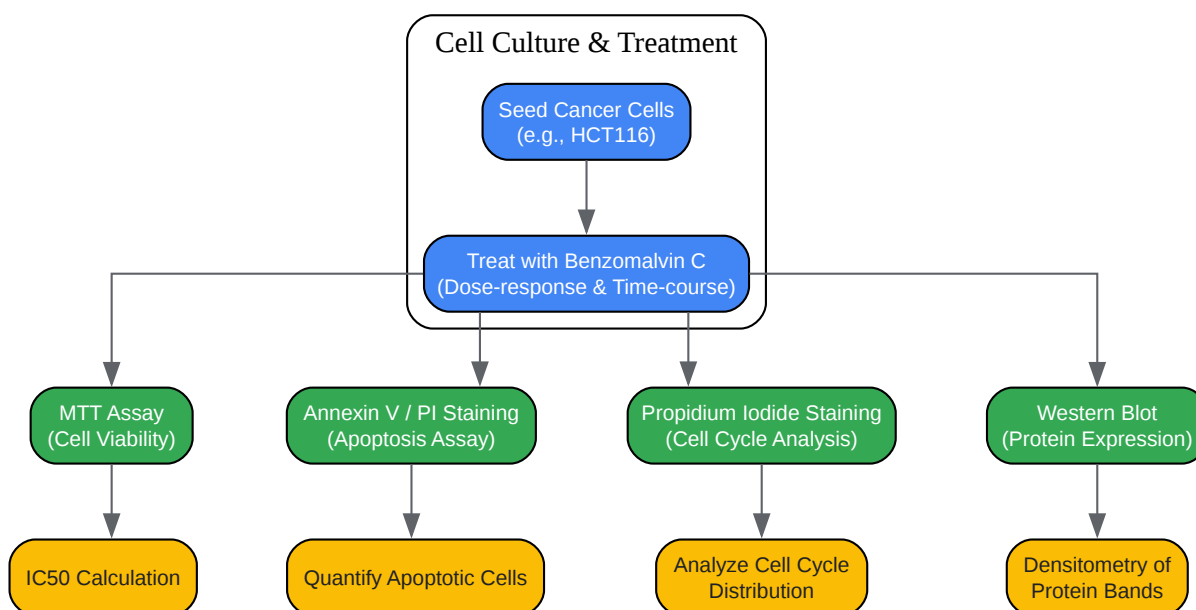 Cell Culture & Treatment
Seed Cancer Cells
(e.g., HCT116)
Treat with Benzomalvin C
(Dose-response & Time-course)
MTT Assay
(Cell Viability)
Annexin V / PI Staining
(Apoptosis Assay)
Propidium Iodide Staining
(Cell Cycle Analysis)
Western Blot
(Protein Expression)
IC50 Calculation
Quantify Apoptotic Cells
Analyze Cell Cycle
Distribution
Densitometry of
Protein Bands